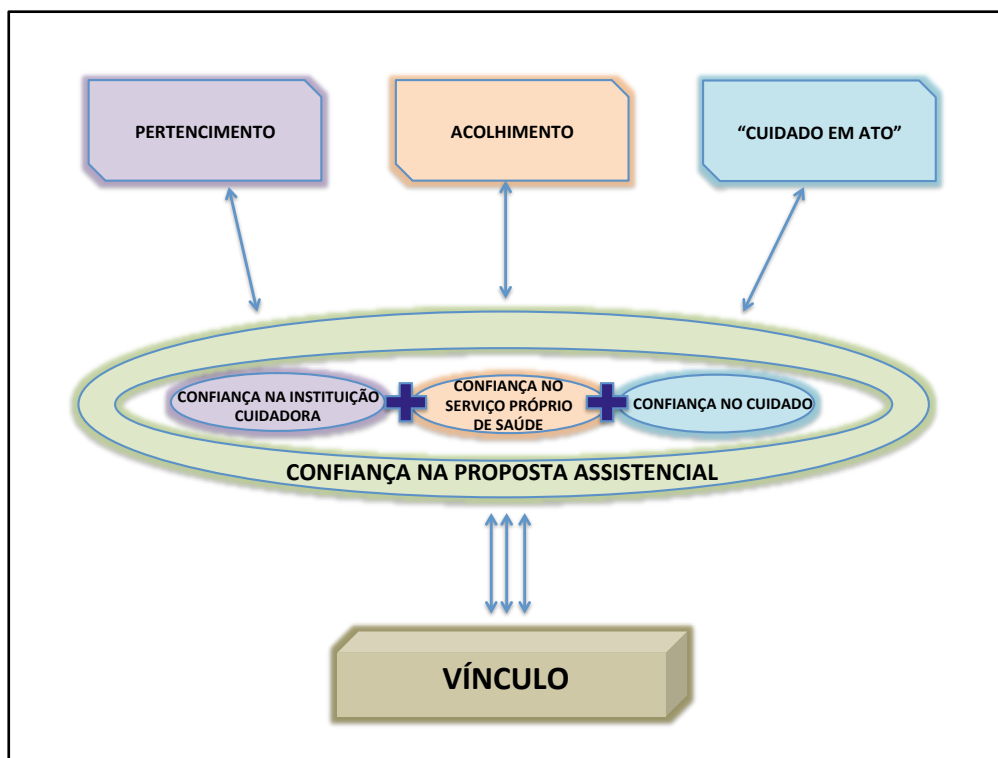 PERTENCIMENTO
ACOLHIMENTO
“CUIDADO EM ATO”
CONFIANÇA NA INSTITUIÇÃO
CUIDADORA
CONFIANÇA NO
SERVIÇO PRÓPRIO
DE SAÚDE
CONFIANÇA NO CUIDADO
CONFIANÇA NA PROPOSTA ASSISTENCIAL
VÍNCULO